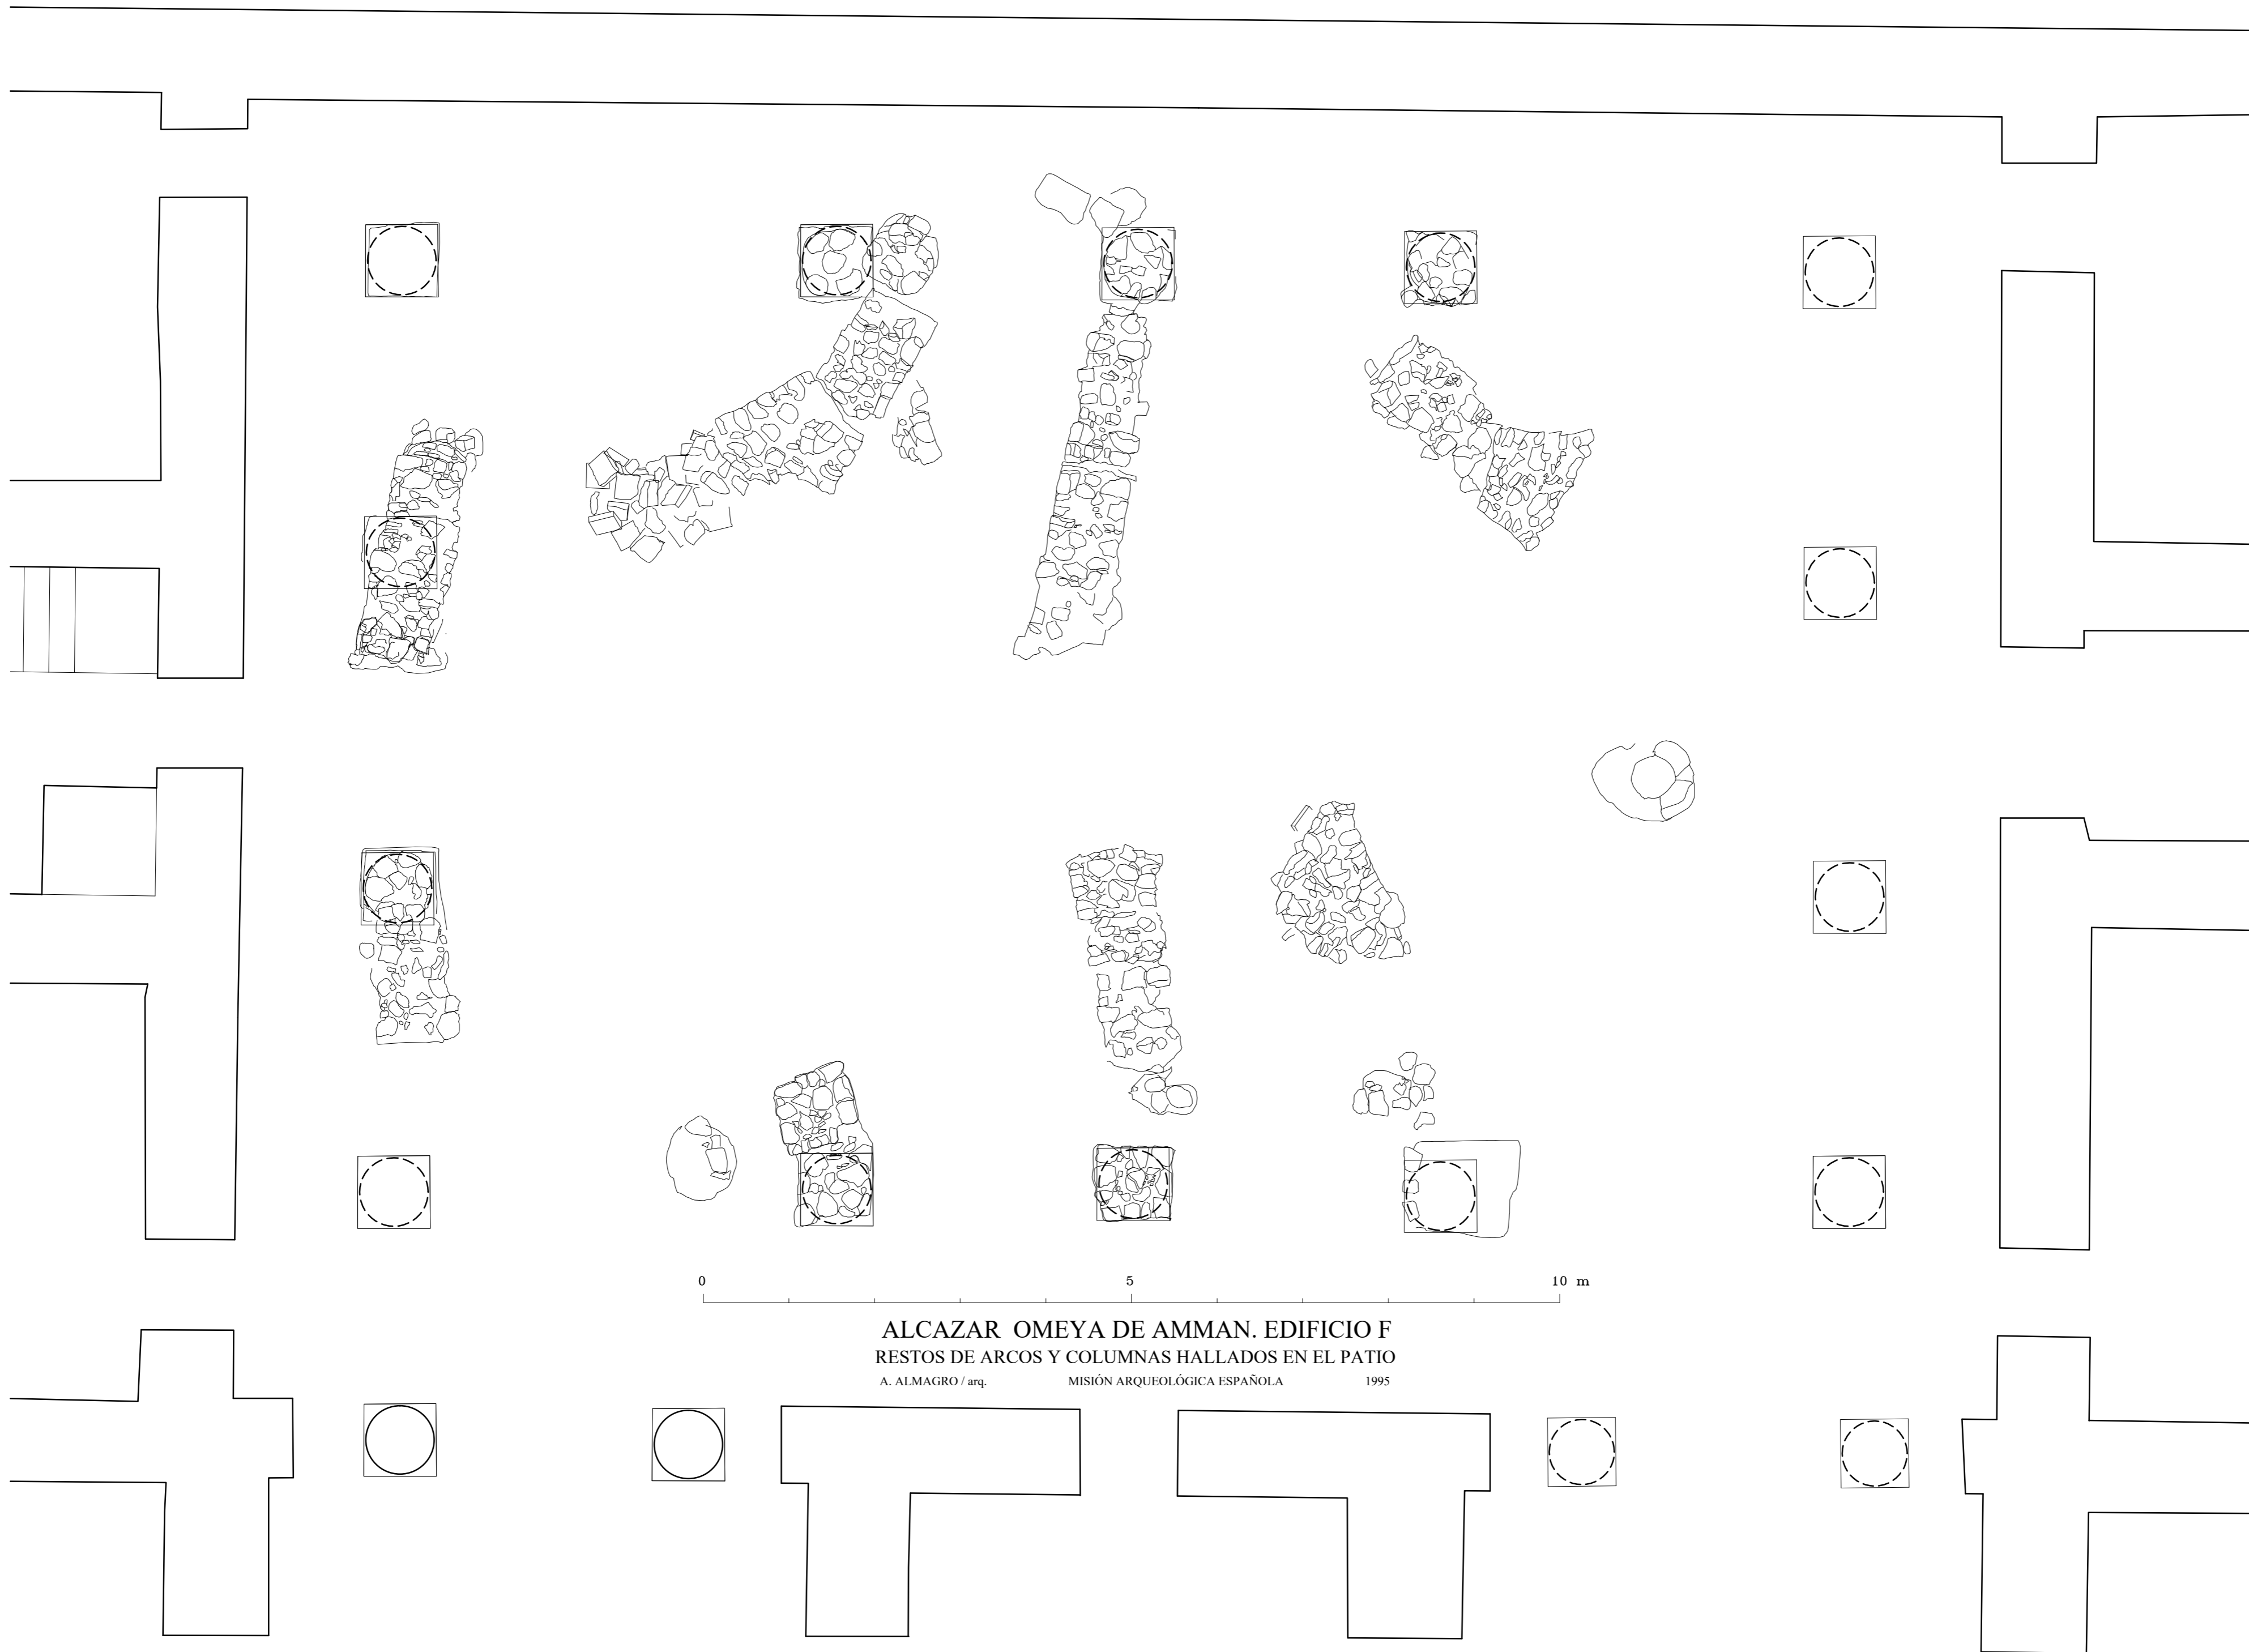 0 5 10 m
ALCAZAR OMEYA DE AMMAN. EDIFICIO F
RESTOS DE ARCOS Y COLUMNAS HALLADOS EN EL PATIO
A. ALMAGRO / arq. MISIÓN ARQUEOLÓGICA ESPAÑOLA 1995